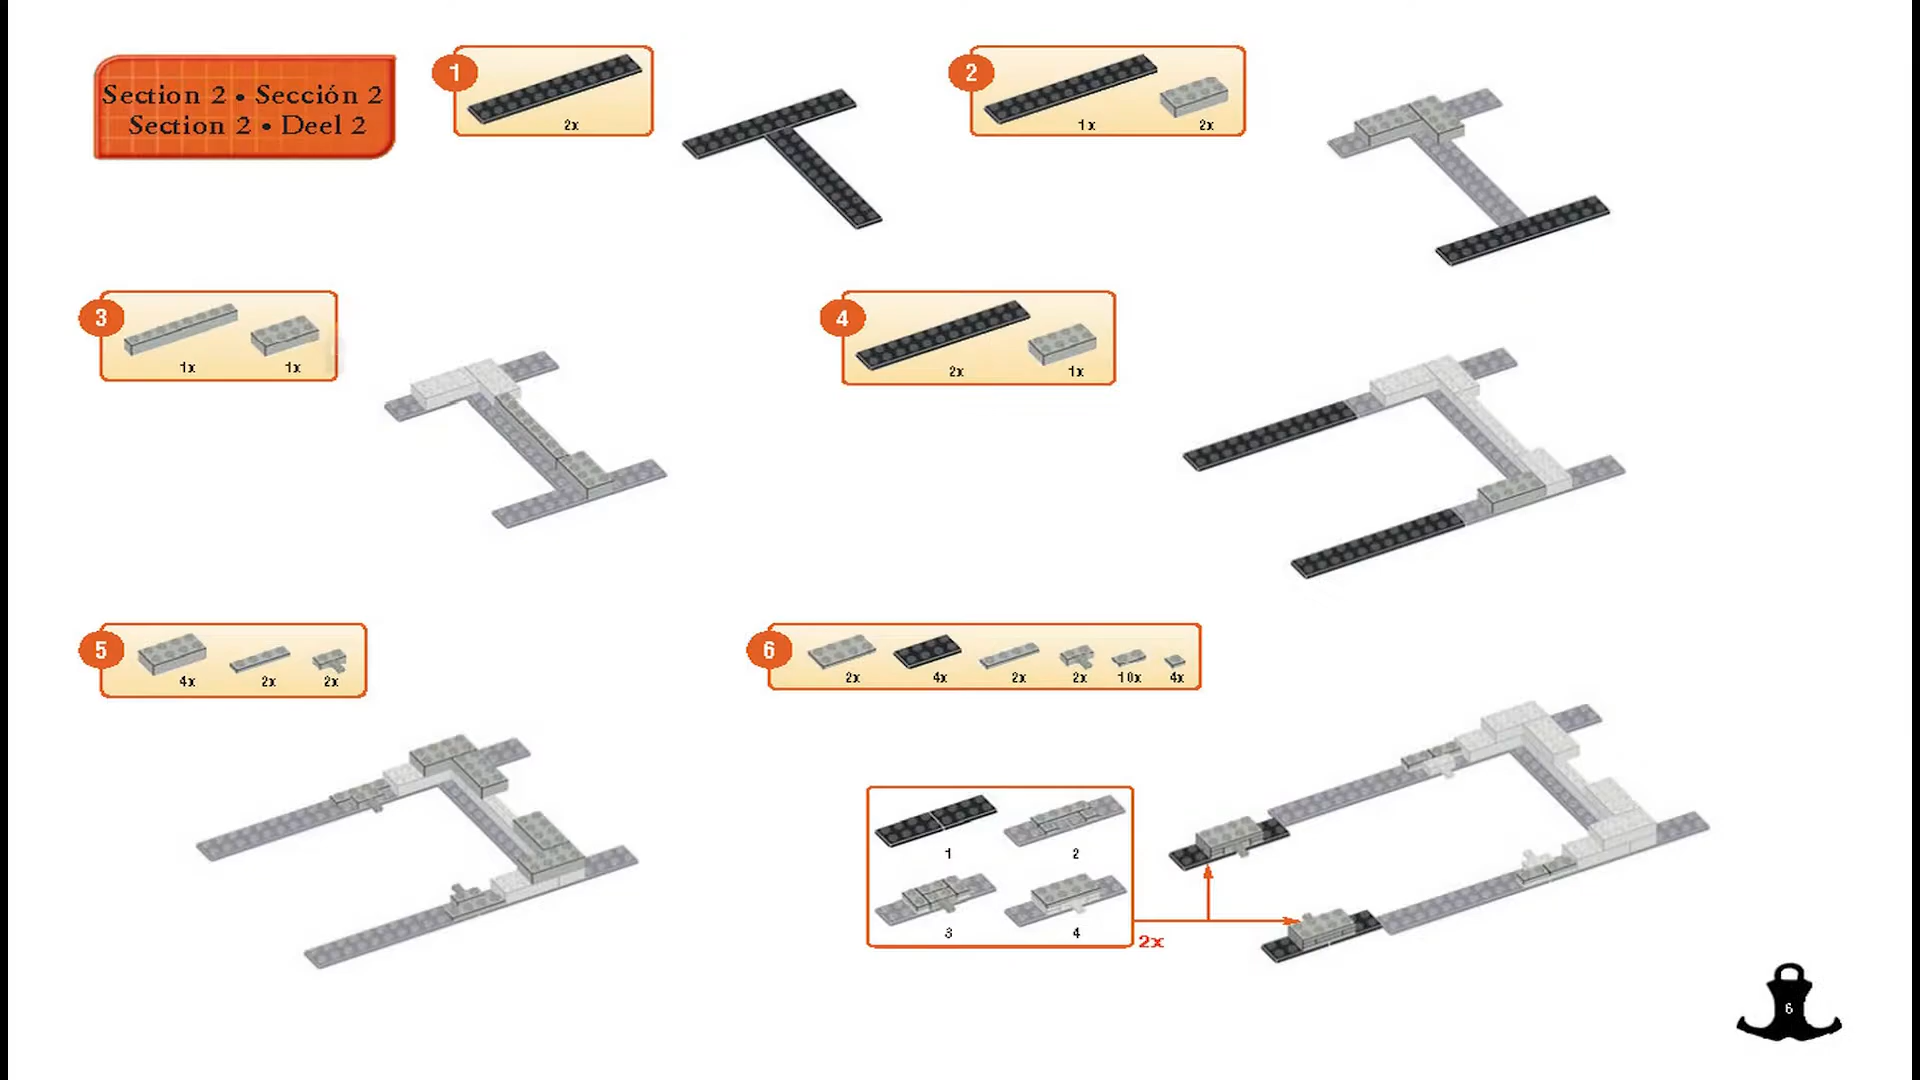 Section 2 • Sección 2
Section 2 • Deel 2
1
2x
2
1x
2x
3
1x
1x
4
2x
1x
5
4x
2x
2x
6
2x
4x
2x
2x
10x
4x
1
2
3
4
2x
6